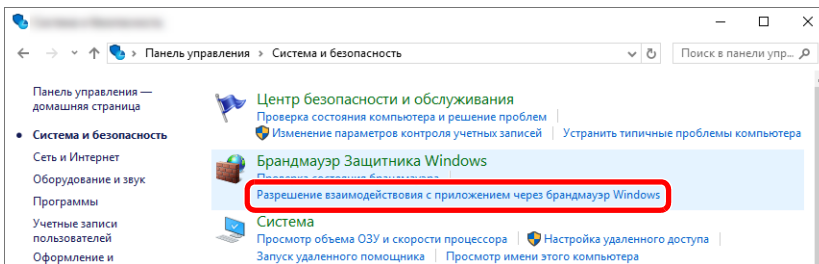 Панель управления › Система и безопасность
Поиск в панели упр...
Панель управления —
домашняя страница
Система и безопасность
Сеть и Интернет
Оборудование и звук
Программы
Учетные записи
пользователей
Оформление и
Центр безопасности и обслуживания
Проверка состояния компьютера и решение проблем
Изменение параметров контроля учетных записей
Устранить типичные проблемы компьютера
Брандмауэр Защитника Windows
Проверка состояния брандмауэра
Разрешение взаимодействия с приложением через брандмауэр Windows
Система
Просмотр объема ОЗУ и скорости процессора
Настройка удаленного доступа
Запуск удаленного помощника
Просмотр имени этого компьютера